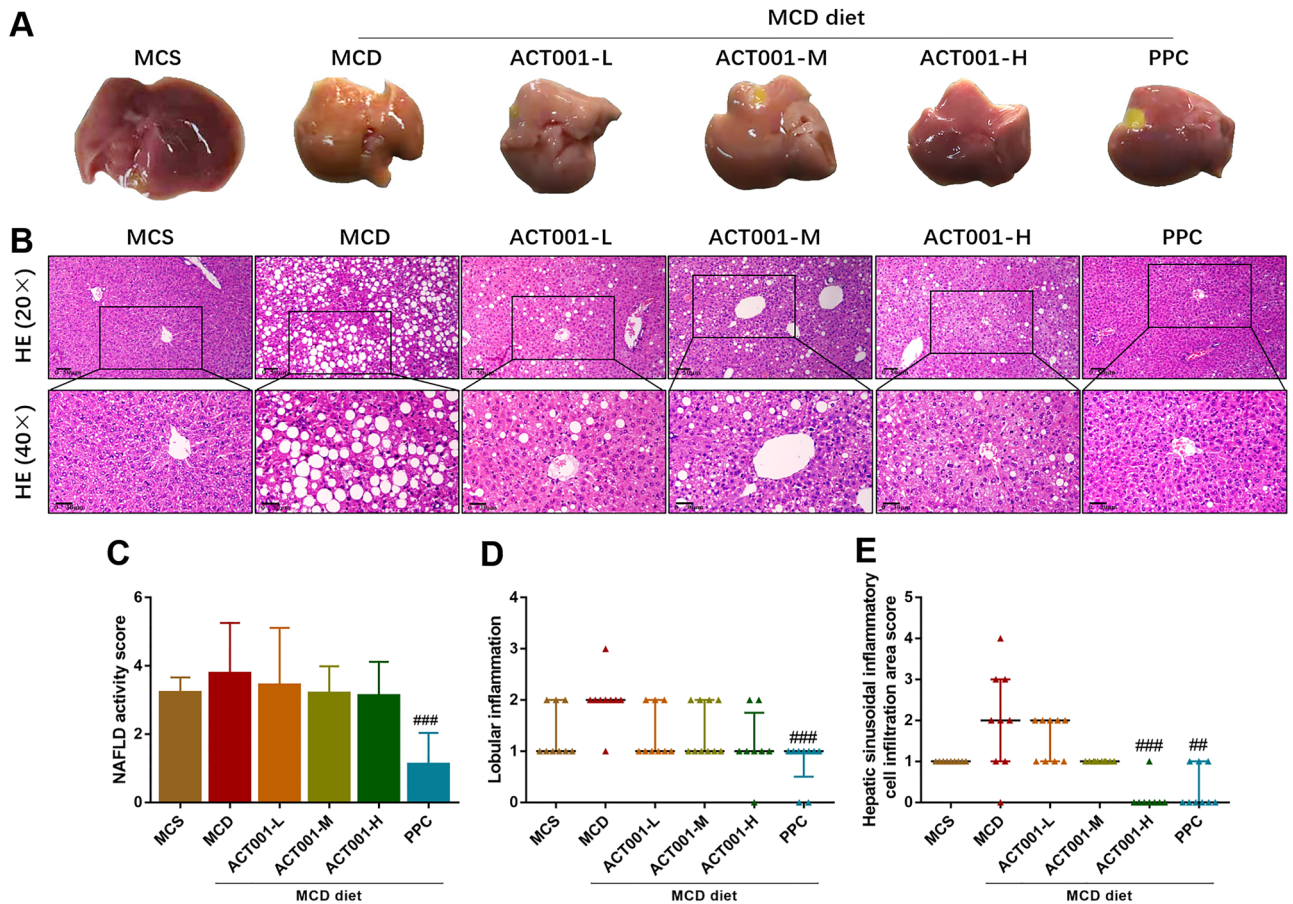 A
MCD diet
MCS MCD ACT001-L ACT001-M ACT001-H PPC
B
MCS MCD ACT001-L ACT001-M ACT001-H PPC
HE (20×)
0 50μm
HE (40×)
C
NAFLD activity score
6
4
2
0
###
MCS MCD ACT001-L ACT001-M ACT001-H PPC
MCD diet
D
Lobular inflammation
4
3
2
1
0
###
MCS MCD ACT001-L ACT001-M ACT001-H PPC
MCD diet
E
Hepatic sinusoidal inflammatory
cell infiltration area score
5
4
3
2
1
0
### ##
MCS MCD ACT001-L ACT001-M ACT001-H PPC
MCD diet